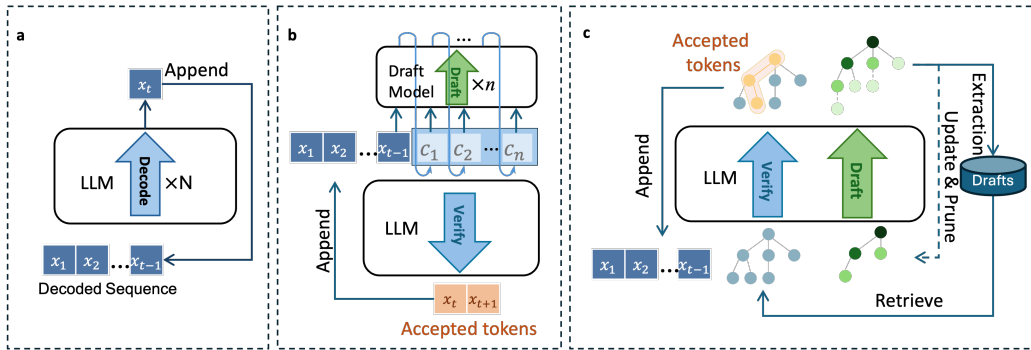 a
x_t
Append
LLM
Decode
×N
x_1 x_2 ... x_{t-1}
Decoded Sequence
b
...
Draft Model
Draft
×n
x_1 x_2 ... x_{t-1} c_1 c_2 ... c_n
Append
LLM
Verify
x_t x_{t+1}
Accepted tokens
c
Accepted
tokens
Append
LLM
Verify
Draft
Extraction
Update & Prune
Drafts
x_1 x_2 ... x_{t-1}
Retrieve